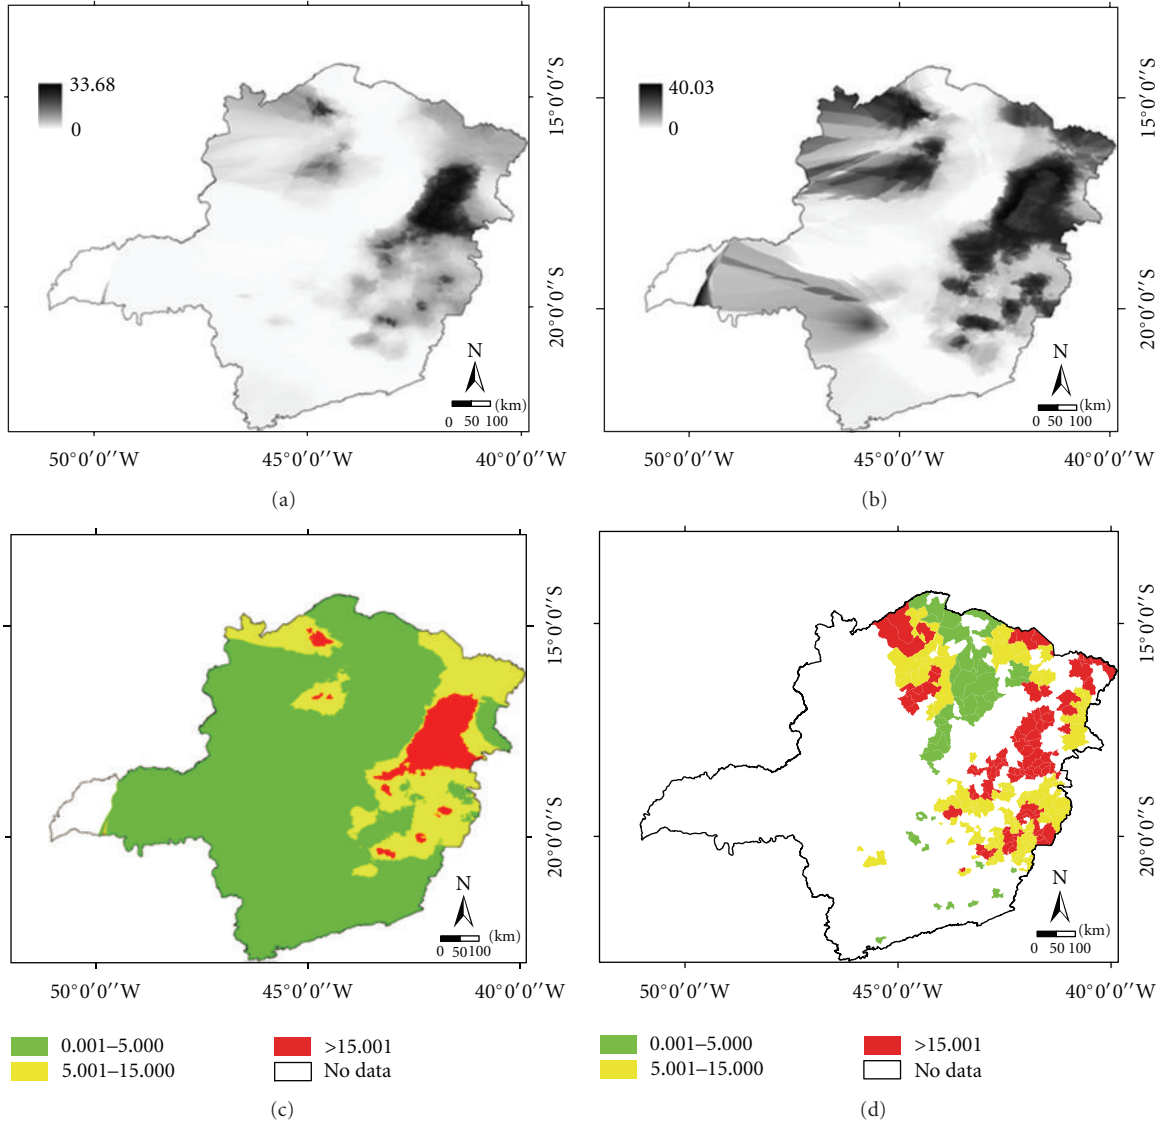 33.68
0
15°0′0′′S
20°0′0′′S
N
(km)
0 50 100
50°0′0′′W
45°0′0′′W
40°0′0′′W
(a)
40.03
0
15°0′0′′S
20°0′0′′S
N
(km)
0 50 100
50°0′0′′W
45°0′0′′W
40°0′0′′W
(b)
15°0′0′′S
20°0′0′′S
N
(km)
0 50 100
50°0′0′′W
45°0′0′′W
40°0′0′′W
0.001–5.000
5.001–15.000
>15.001
No data
(c)
15°0′0′′S
20°0′0′′S
N
(km)
0 50 100
50°0′0′′W
45°0′0′′W
40°0′0′′W
0.001–5.000
5.001–15.000
>15.001
No data
(d)